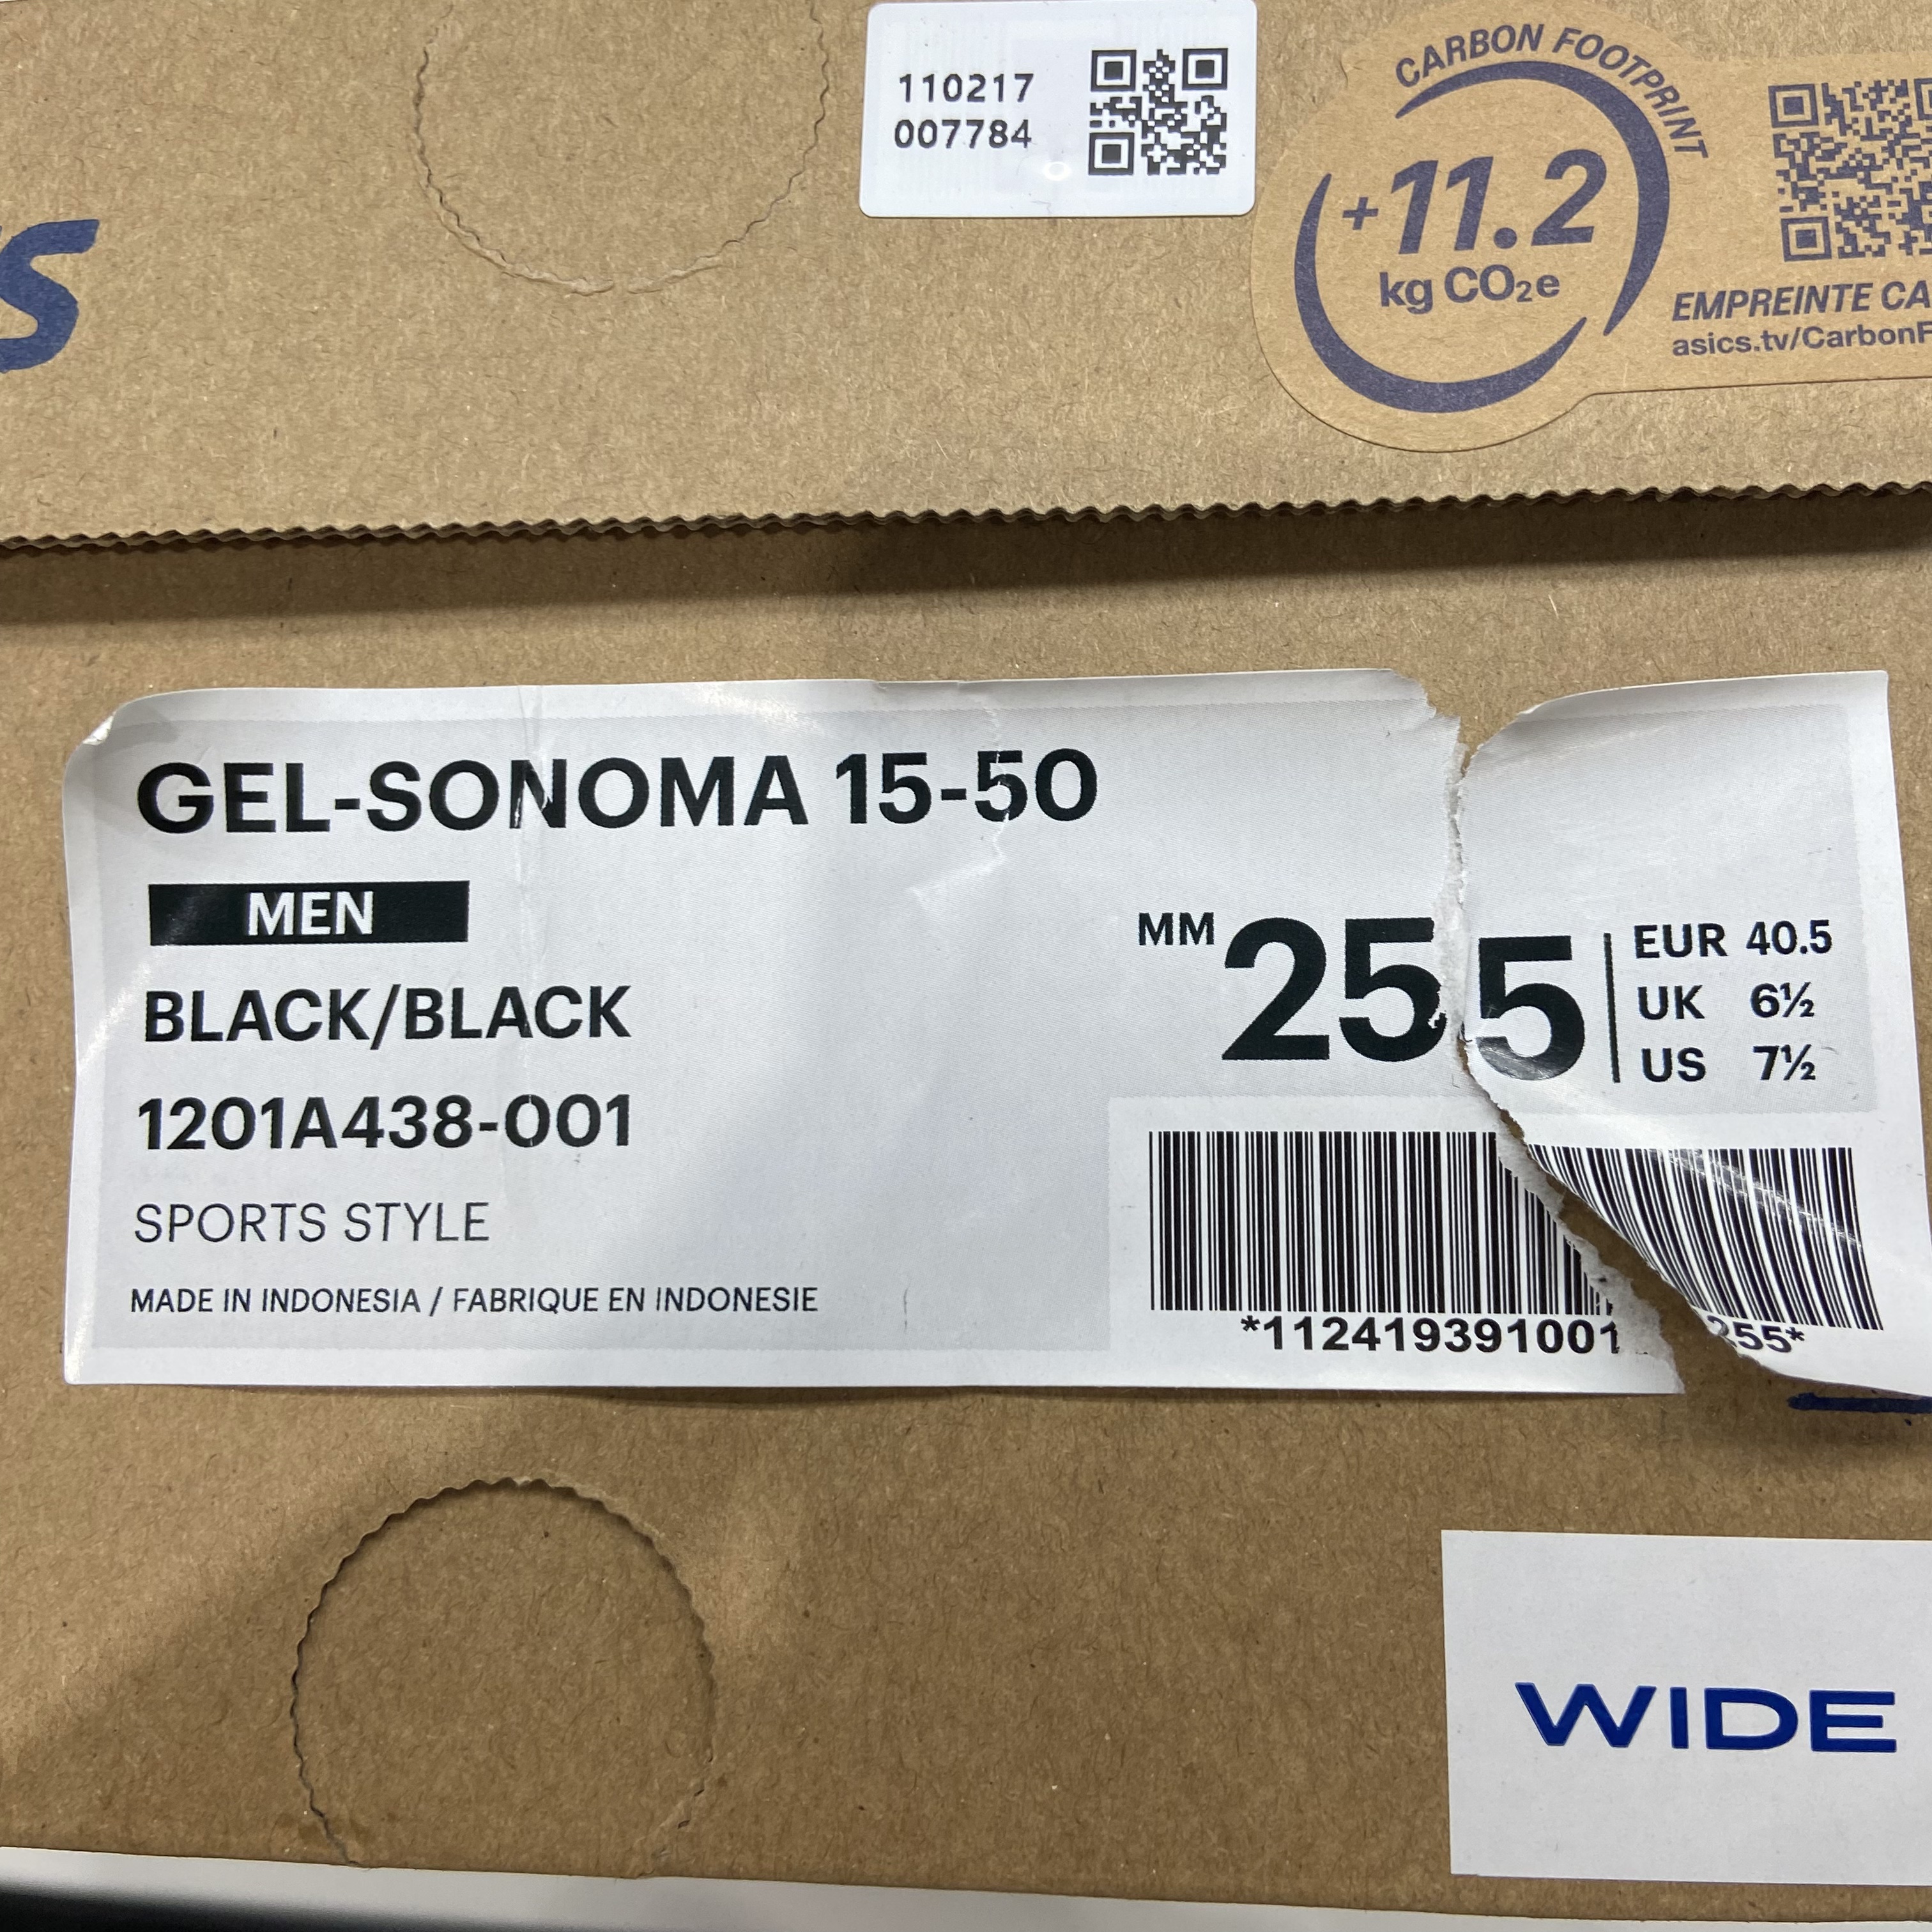 110217
007784
CARBON FOOTPRINT
+11.2
kg CO₂e
EMPREINTE CA
asics.tv/CarbonF
S
GEL-SONOMA 15-50
MEN
BLACK/BLACK
1201A438-001
SPORTS STYLE
MADE IN INDONESIA / FABRIQUE EN INDONESIE
MM 255
EUR 40.5
UK 6½
US 7½
*112419391001 255*
WIDE